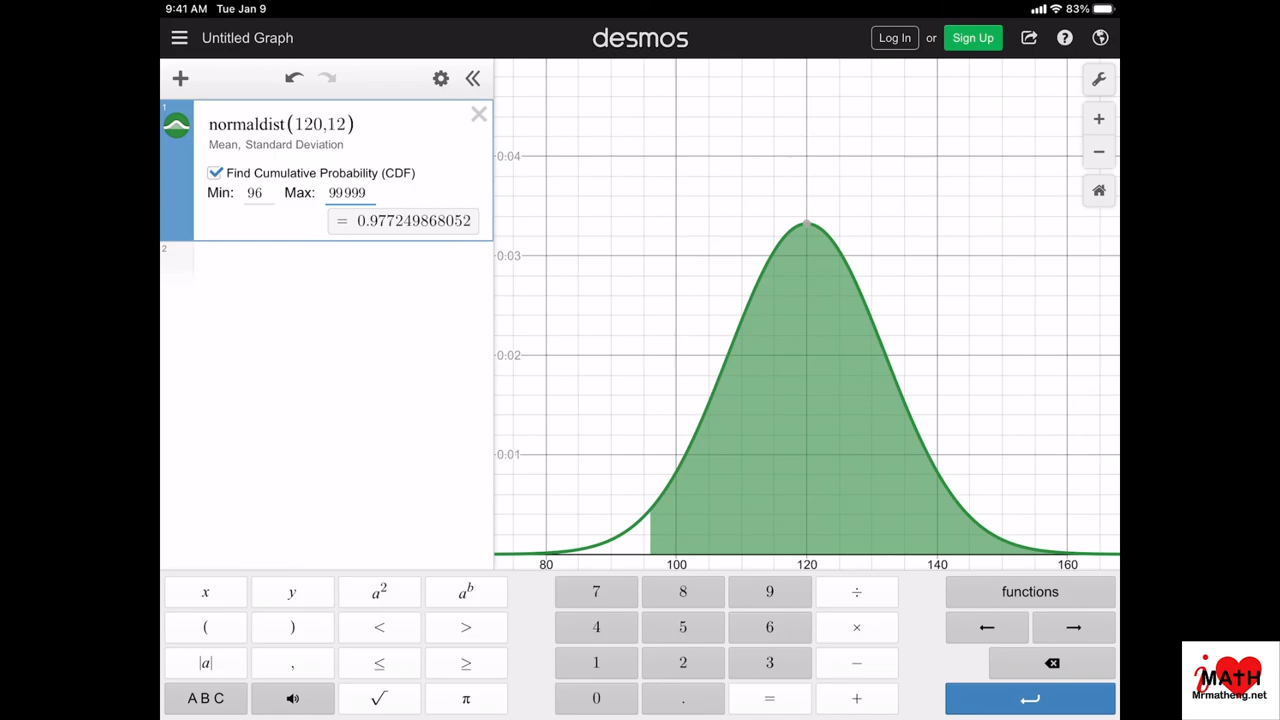 9:41 AM Tue Jan 9 83%
Untitled Graph desmos Log In or Sign Up
1
normaldist(120,12)
Mean, Standard Deviation
Find Cumulative Probability (CDF)
Min: 96 Max: 99999
= 0.977249868052
2
0.04
0.03
0.02
0.01
80 100 120 140 160
x y a² aᵇ 7 8 9 ÷ functions
( ) < > 4 5 6 × ← →
|a| , ≤ ≥ 1 2 3 −
A B C √ π 0 . = +
i MATH
Mrmatheng.net